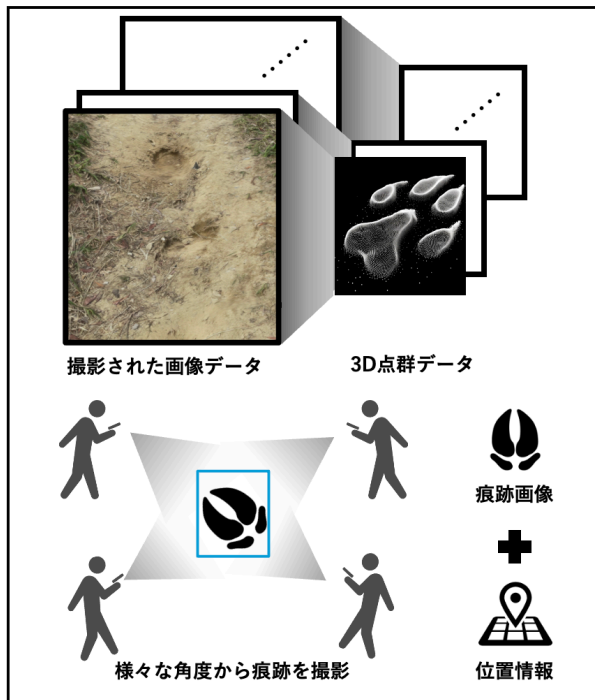 撮影された画像データ
3D点群データ
痕跡画像
位置情報
様々な角度から痕跡を撮影